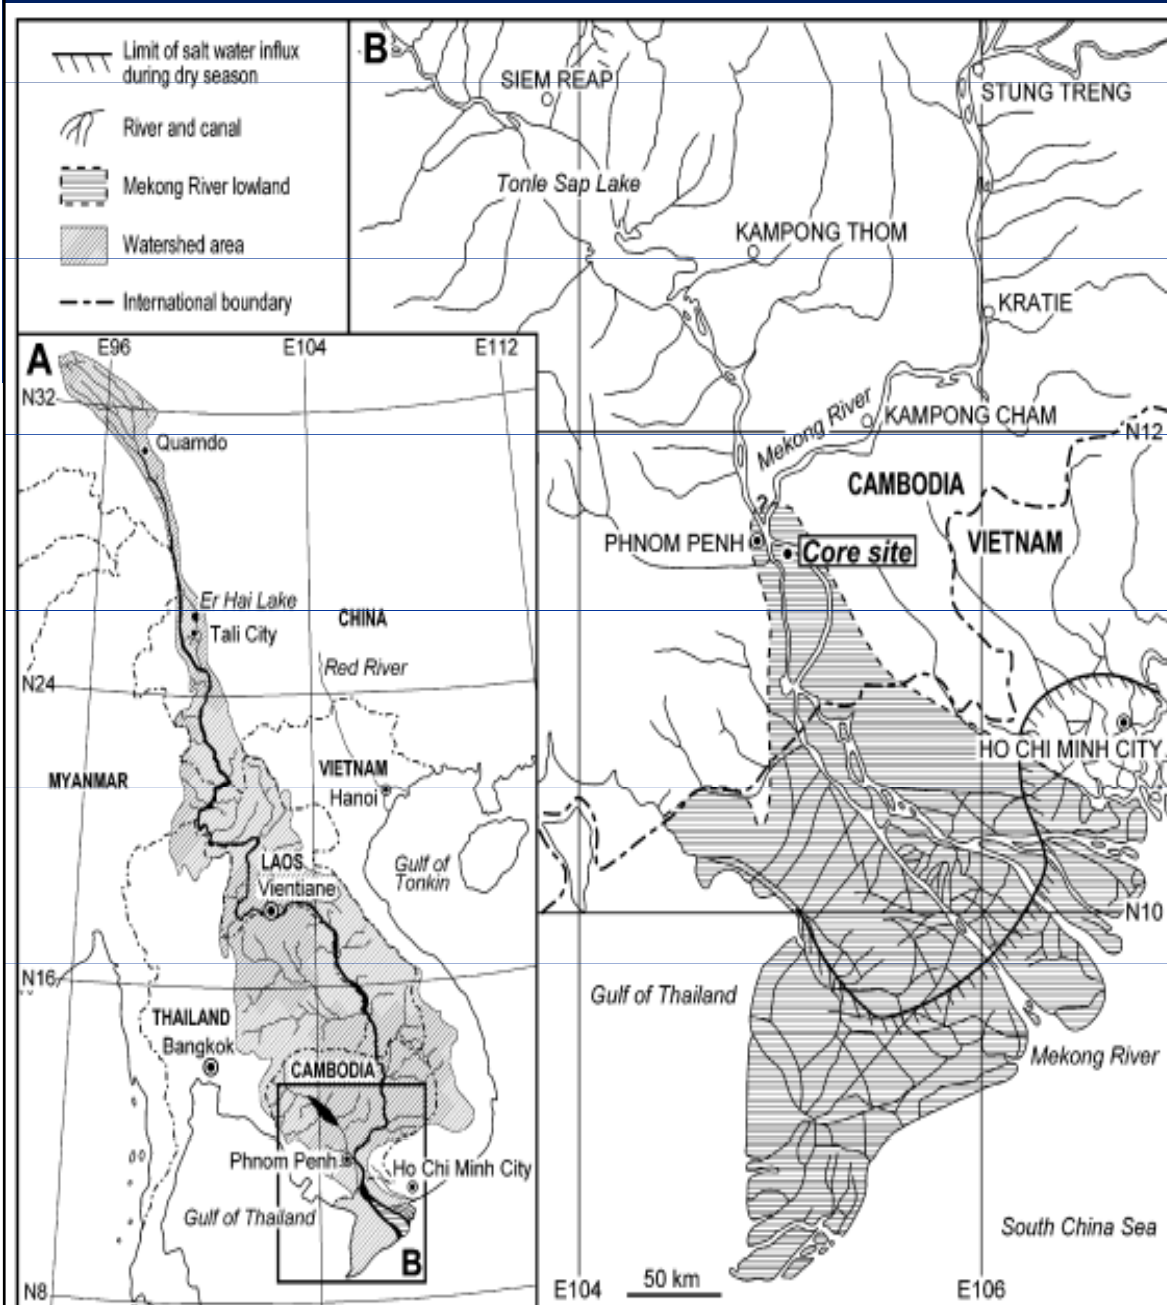 Limit of salt water influx
during dry season
River and canal
Mekong River lowland
Watershed area
International boundary
B
SIEM REAP
STUNG TRENG
Tonle Sap Lake
KAMPONG THOM
KRATIE
Mekong River
KAMPONG CHAM
N12
CAMBODIA
VIETNAM
?
PHNOM PENH
Core site
HO CHI MINH CITY
N10
Gulf of Thailand
Mekong River
South China Sea
E104
50 km
E106
A
E96
E104
E112
N32
Quamdo
Er Hai Lake
Tali City
CHINA
Red River
N24
MYANMAR
VIETNAM
Hanoi
LAOS
Vientiane
Gulf of
Tonkin
N16
THAILAND
Bangkok
CAMBODIA
Phnom Penh
Ho Chi Minh City
Gulf of Thailand
B
N8